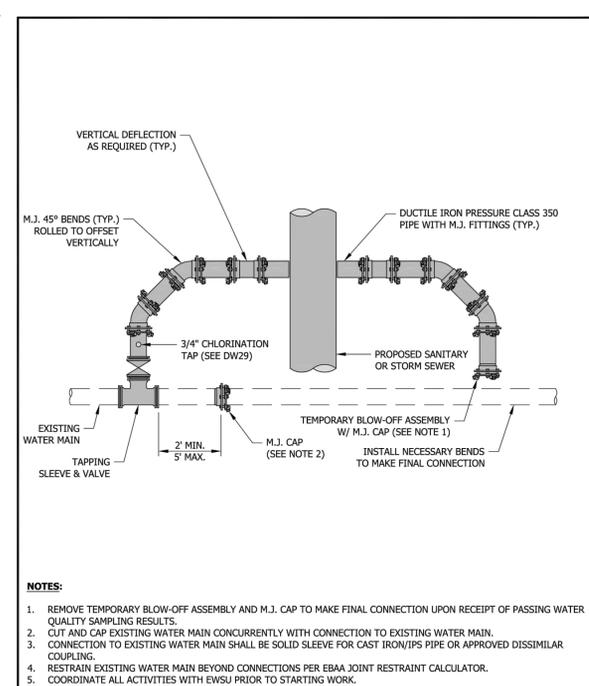 VERTICAL DEFLECTION
AS REQUIRED (TYP.)
M.J. 45° BENDS (TYP.)
ROLLED TO OFFSET
VERTICALLY
DUCTILE IRON PRESSURE CLASS 350
PIPE WITH M.J. FITTINGS (TYP.)
3/4" CHLORINATION
TAP (SEE DW29)
PROPOSED SANITARY
OR STORM SEWER
EXISTING
WATER MAIN
TAPPING
SLEEVE & VALVE
2' MIN.
5' MAX.
M.J. CAP
(SEE NOTE 2)
TEMPORARY BLOW-OFF ASSEMBLY
W/ M.J. CAP (SEE NOTE 1)
INSTALL NECESSARY BENDS
TO MAKE FINAL CONNECTION
NOTES:
1. REMOVE TEMPORARY BLOW-OFF ASSEMBLY AND M.J. CAP TO MAKE FINAL CONNECTION UPON RECEIPT OF PASSING WATER
QUALITY SAMPLING RESULTS.
2. CUT AND CAP EXISTING WATER MAIN CONCURRENTLY WITH CONNECTION TO EXISTING WATER MAIN.
3. CONNECTION TO EXISTING WATER MAIN SHALL BE SOLID SLEEVE FOR CAST IRON/IPS PIPE OR APPROVED DISSIMILAR
COUPLING.
4. RESTRAIN EXISTING WATER MAIN BEYOND CONNECTIONS PER EBAA JOINT RESTRAINT CALCULATOR.
5. COORDINATE ALL ACTIVITIES WITH EWSU PRIOR TO STARTING WORK.